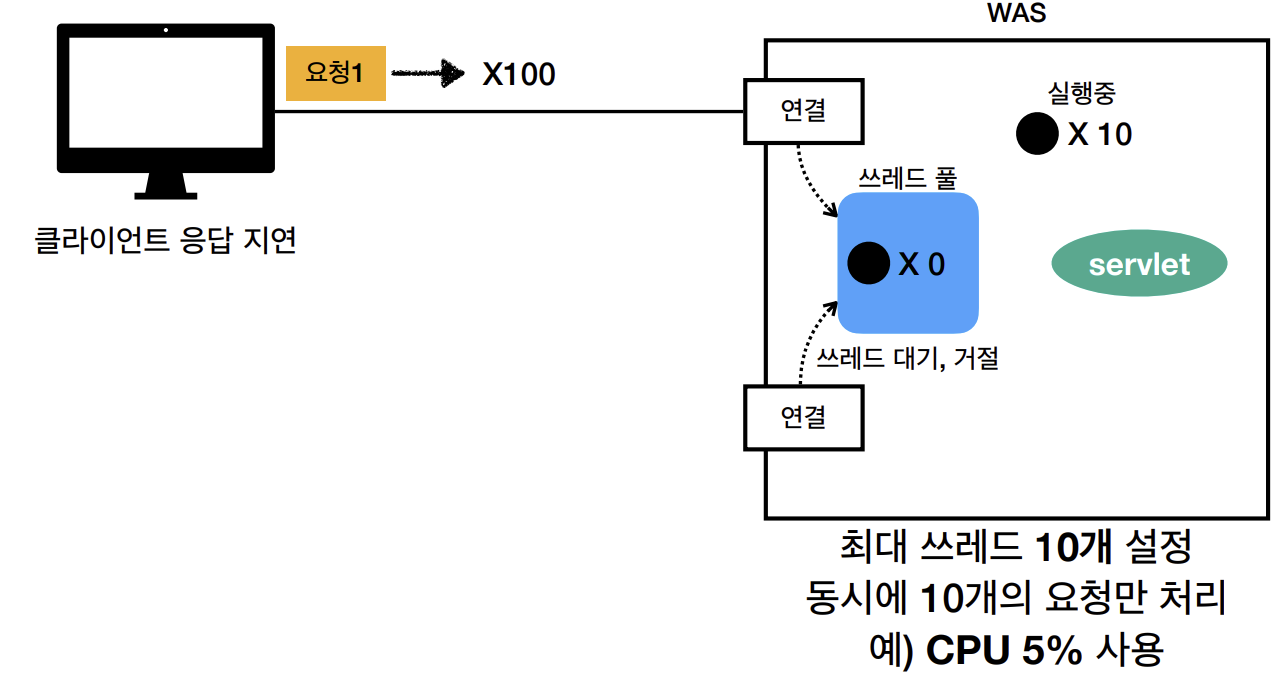 WAS
요청1
X100
연결
실행중
X 10
쓰레드 풀
X 0
servlet
클라이언트 응답 지연
쓰레드 대기, 거절
연결
최대 쓰레드 10개 설정
동시에 10개의 요청만 처리
예) CPU 5% 사용